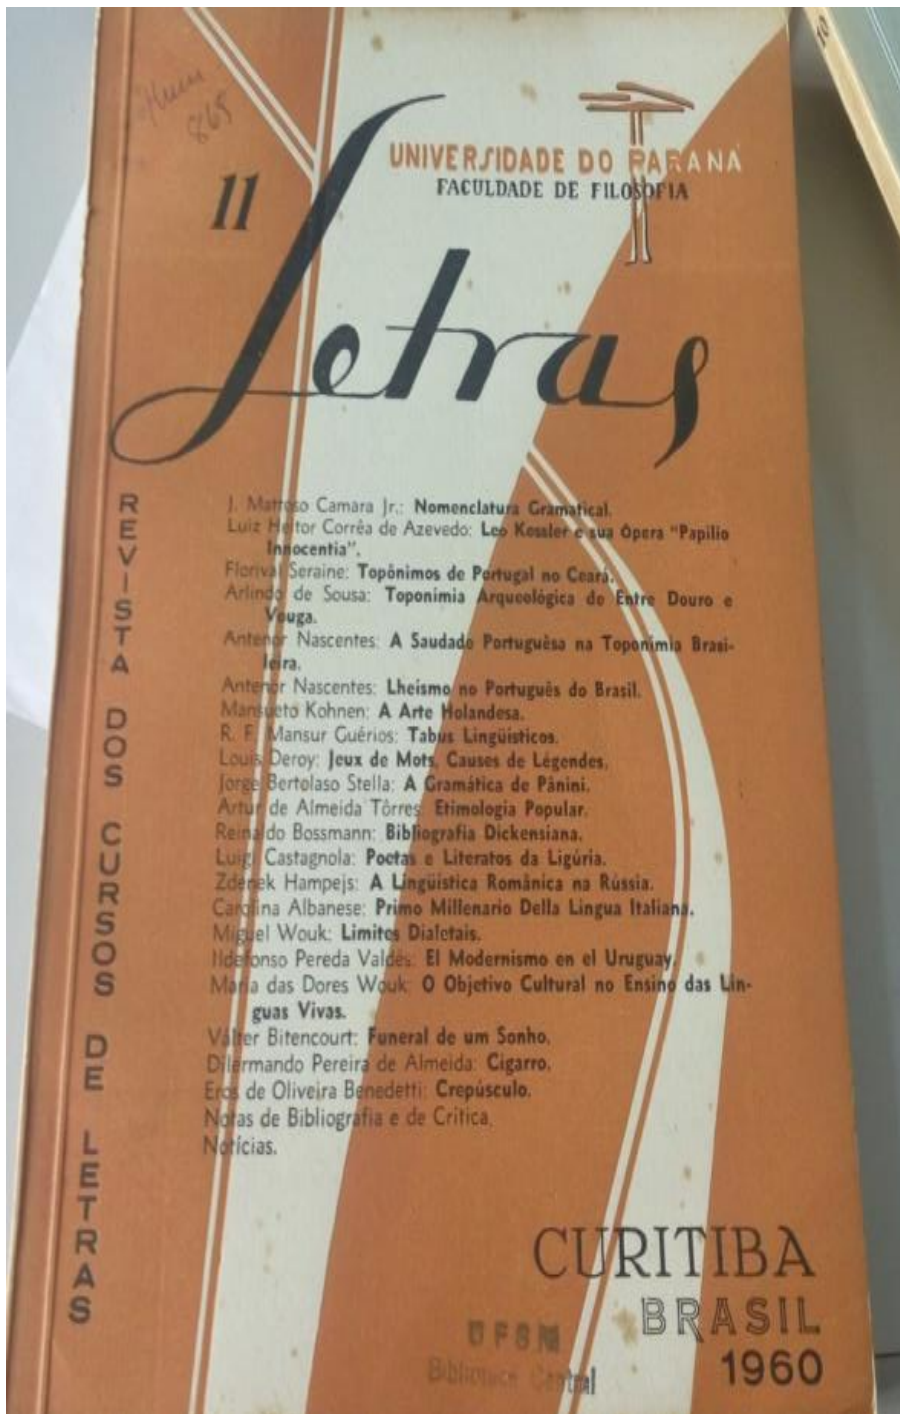 865
11
UNIVERSIDADE DO PARANÁ
FACULDADE DE FILOSOFIA
Letras
REVISTA DOS CURSOS DE LETRAS
J. Mattoso Camara Jr.: Nomenclatura Gramatical.
Luiz Heitor Corrêa de Azevedo: Leo Kessler e sua Ópera "Papilio
Innocentia".
Florival Seraine: Topônimos de Portugal no Ceará.
Arlindo de Sousa: Toponímia Arqueológica de Entre Douro e
Vouga.
Antenor Nascentes: A Saudade Portuguêsa na Toponímia Brasi-
leira.
Antenor Nascentes: Lheismo no Português do Brasil.
Mansueto Kohnen: A Arte Holandesa.
R. F. Mansur Guérios: Tabus Lingüísticos.
Louis Deroy: Jeux de Mots, Causes de Légendes.
Jorge Bertolaso Stella: A Gramática de Pânini.
Artur de Almeida Tôrres: Etimologia Popular.
Reinaldo Bossmann: Bibliografia Dickensiana.
Luigi Castagnola: Poetas e Literatos da Ligúria.
Zdenek Hampejs: A Lingüística Românica na Rússia.
Carolina Albanese: Primo Millenario Della Lingua Italiana.
Miguel Wouk: Limites Dialetais.
Ildefonso Pereda Valdés: El Modernismo en el Uruguay.
Maria das Dores Wouk: O Objetivo Cultural no Ensino das Lín-
guas Vivas.
Válter Bitencourt: Funeral de um Sonho.
Dilermando Pereira de Almeida: Cigarro.
Eros de Oliveira Benedetti: Crepúsculo.
Notas de Bibliografia e de Crítica.
Notícias.
CURITIBA
BRASIL
1960
UFSM
Biblioteca Central